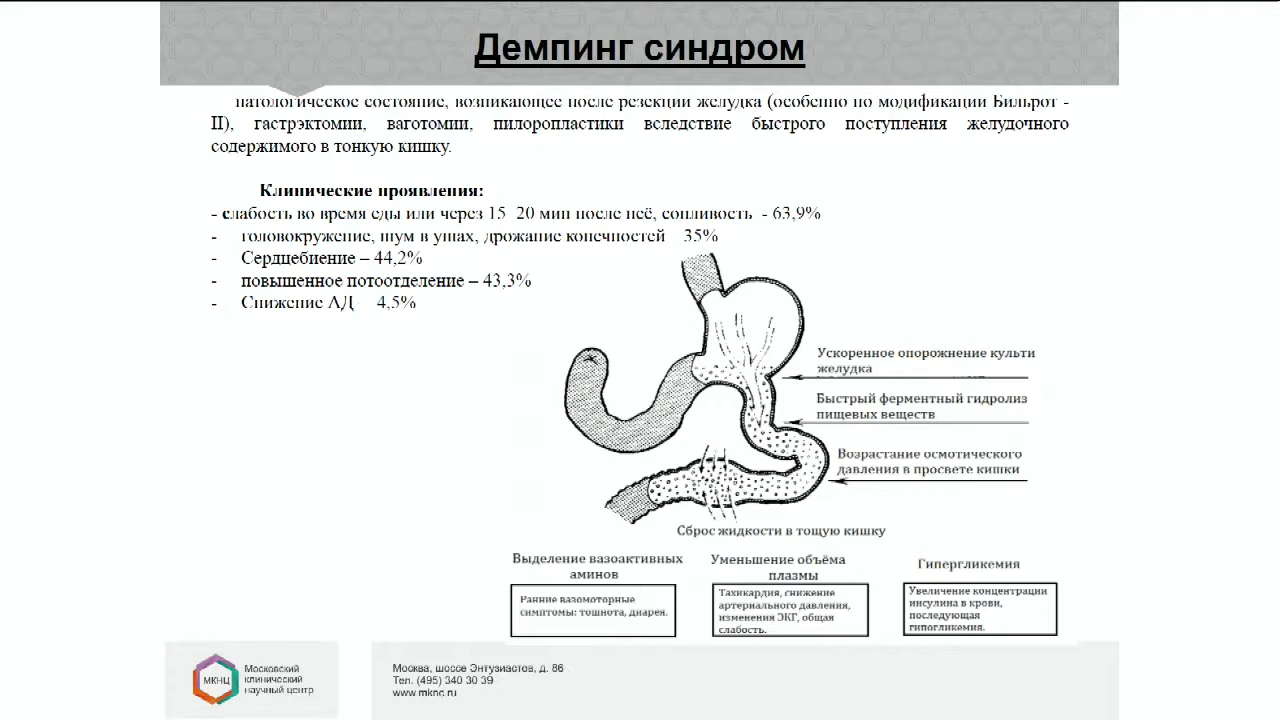 Демпинг синдром
патологическое состояние, возникающее после резекции желудка (особенно по модификации Бильрот -
II), гастрэктомии, ваготомии, пилоропластики вследствие быстрого поступления желудочного
содержимого в тонкую кишку.
Клинические проявления:
- слабость во время еды или через 15 20 мин после неё, сонливость - 63,9%
- головокружение, шум в ушах, дрожание конечностей 35%
- Сердцебиение – 44,2%
- повышенное потоотделение – 43,3%
- Снижение АД 4,5%
Ускоренное опорожнение культи
желудка
Быстрый ферментный гидролиз
пищевых веществ
Возрастание осмотического
давления в просвете кишки
Сброс жидкости в тощую кишку
Выделение вазоактивных
аминов
Ранние вазомоторные
симптомы: тошнота, диарея.
Уменьшение объёма
плазмы
Тахикардия, снижение
артериального давления,
изменения ЭКГ, общая
слабость.
Гипергликемия
Увеличение концентрации
инсулина в крови,
последующая
гипогликемия.
МКНЦ
Московский
клинический
научный центр
Москва, шоссе Энтузиастов, д. 86
Тел. (495) 340 30 39
www.mknc.ru